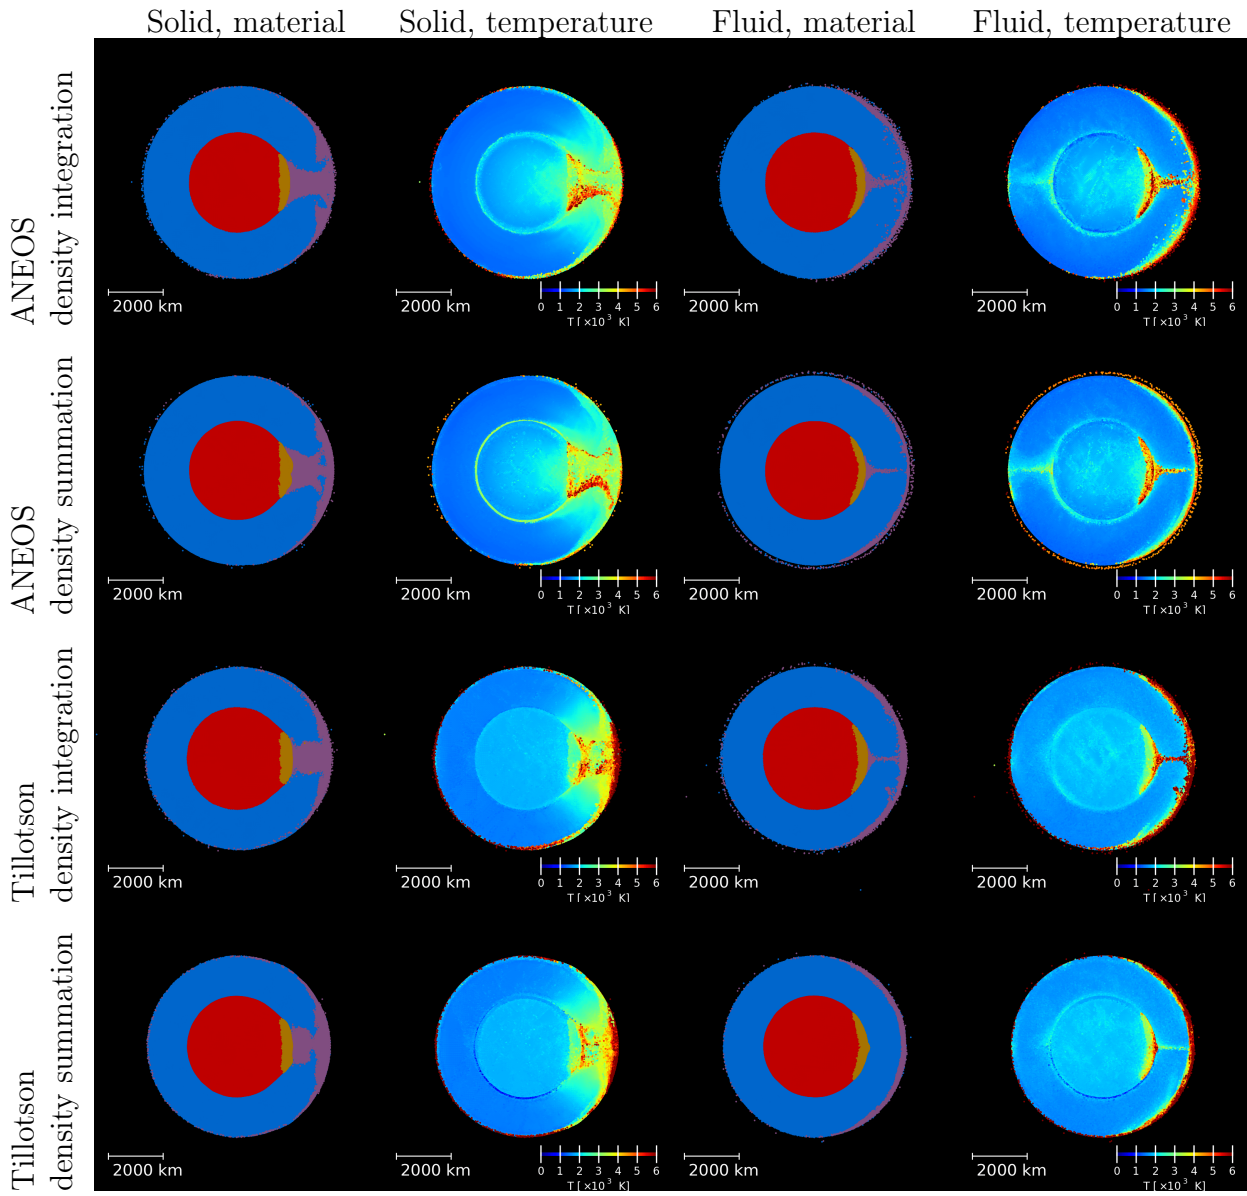 Solid, material Solid, temperature Fluid, material Fluid, temperature
ANEOS
density integration
2000 km 2000 km 0 1 2 3 4 5 6 2000 km 2000 km 0 1 2 3 4 5 6
T [×10³ K] T [×10³ K]
ANEOS
density summation
2000 km 2000 km 0 1 2 3 4 5 6 2000 km 2000 km 0 1 2 3 4 5 6
T [×10³ K] T [×10³ K]
Tillotson
density integration
2000 km 2000 km 0 1 2 3 4 5 6 2000 km 2000 km 0 1 2 3 4 5 6
T [×10³ K] T [×10³ K]
Tillotson
density summation
2000 km 2000 km 0 1 2 3 4 5 6 2000 km 2000 km 0 1 2 3 4 5 6
T [×10³ K] T [×10³ K]